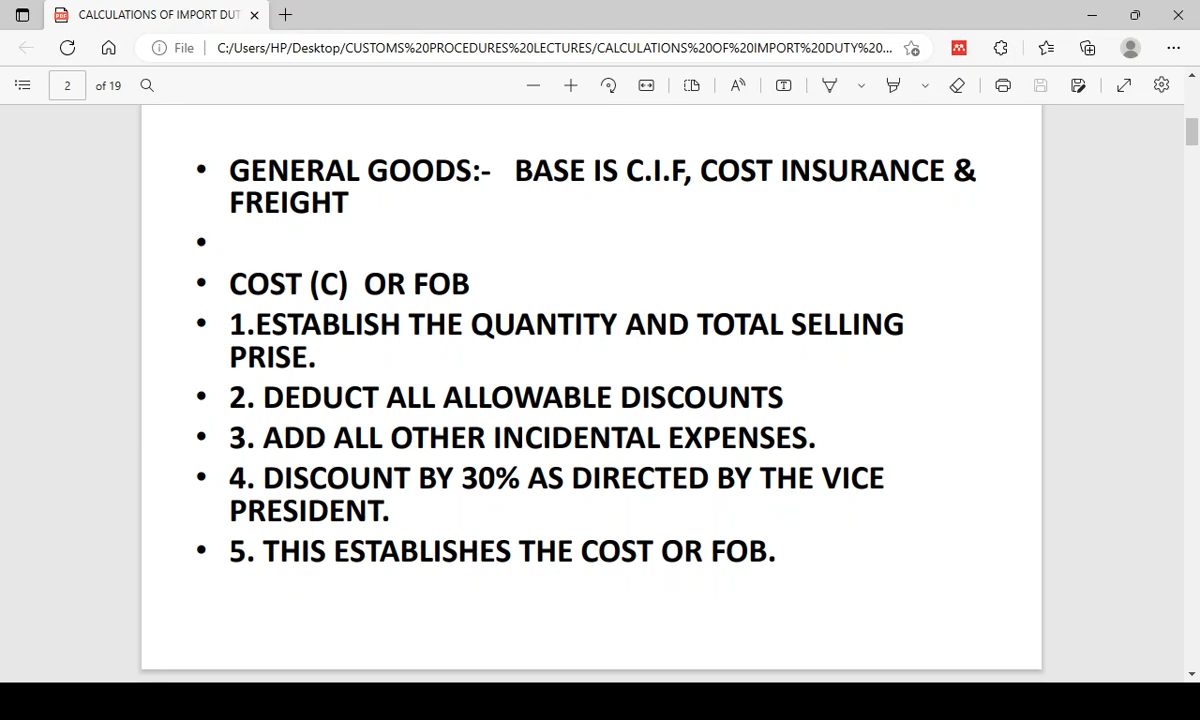 CALCULATIONS OF IMPORT DUT
File
C:/Users/HP/Desktop/CUSTOMS%20PROCEDURES%20LECTURES/CALCULATIONS%20OF%20IMPORT%20DUTY%20...
2 of 19
• GENERAL GOODS:- BASE IS C.I.F, COST INSURANCE &
FREIGHT
•
• COST (C) OR FOB
• 1.ESTABLISH THE QUANTITY AND TOTAL SELLING
PRISE.
• 2. DEDUCT ALL ALLOWABLE DISCOUNTS
• 3. ADD ALL OTHER INCIDENTAL EXPENSES.
• 4. DISCOUNT BY 30% AS DIRECTED BY THE VICE
PRESIDENT.
• 5. THIS ESTABLISHES THE COST OR FOB.